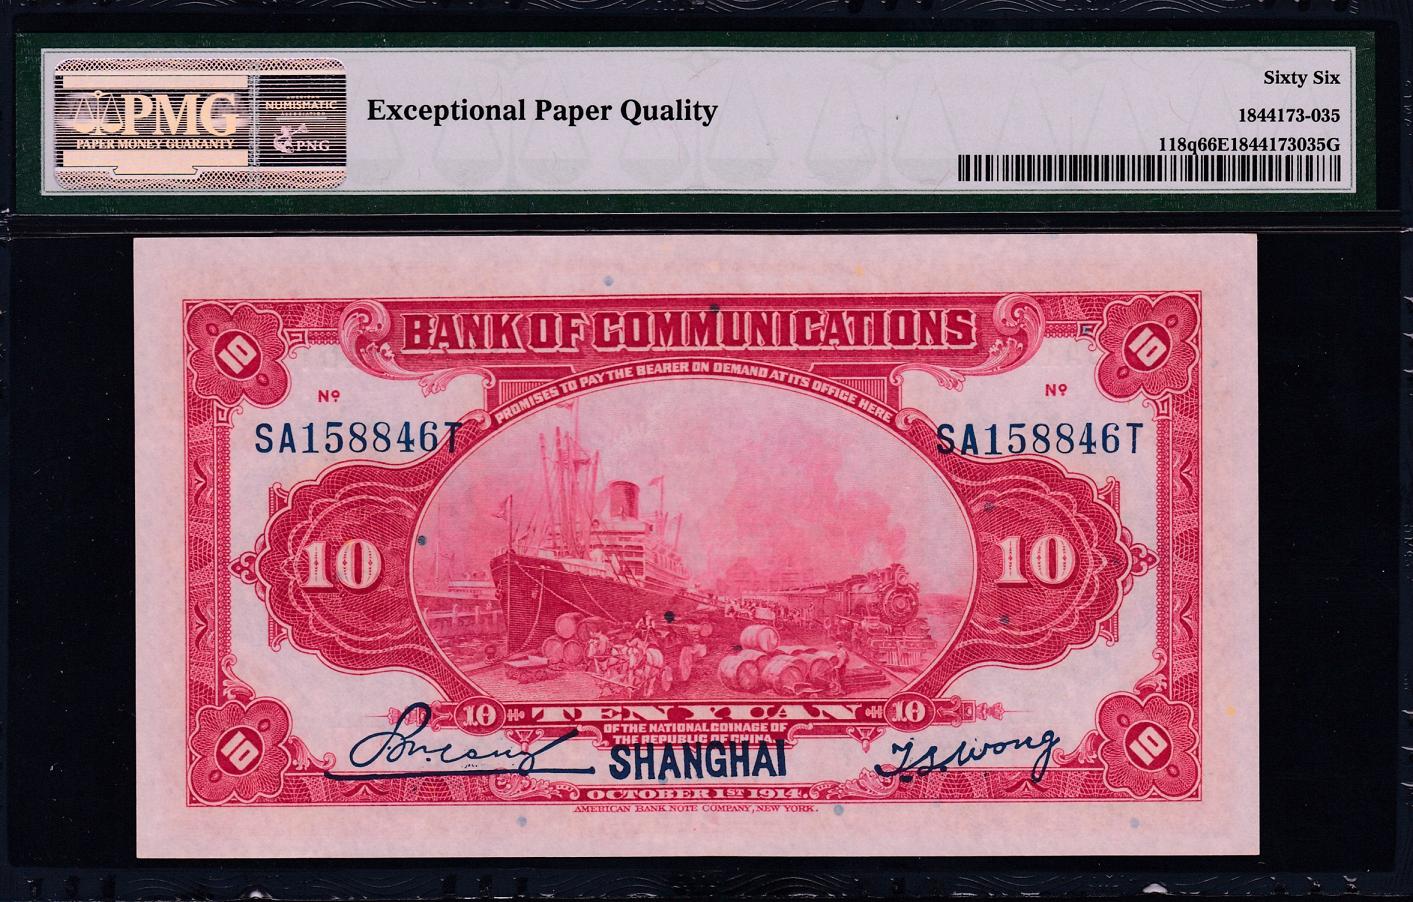 PMG
PAPER MONEY GUARANTY
NUMISMATIC
PNG
Exceptional Paper Quality
Sixty Six
1844173-035
118q66E1844173035G
10 BANK OF COMMUNICATIONS 10
PROMISES TO PAY THE BEARER ON DEMAND AT ITS OFFICE HERE
Nº Nº
SA158846T SA158846T
10 10
10 TEN YUAN 10
OF THE NATIONAL COINAGE OF
THE REPUBLIC OF CHINA
SHANGHAI T.S. Wong
10 OCTOBER 1ST 1914. 10
AMERICAN BANK NOTE COMPANY, NEW YORK.